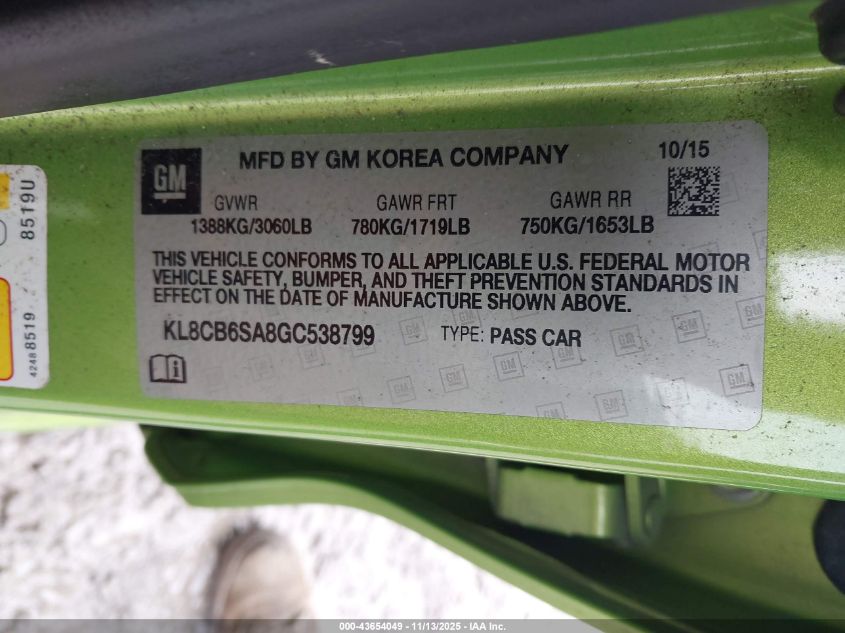 GM
MFD BY GM KOREA COMPANY
10/15
GVWR
GAWR FRT
GAWR RR
1388KG/3060LB
780KG/1719LB
750KG/1653LB
THIS VEHICLE CONFORMS TO ALL APPLICABLE U.S. FEDERAL MOTOR
VEHICLE SAFETY, BUMPER, AND THEFT PREVENTION STANDARDS IN
EFFECT ON THE DATE OF MANUFACTURE SHOWN ABOVE.
KL8CB6SA8GC538799
TYPE: PASS CAR
8519U
42488519
000-43654049 - 11/13/2025 - IAA Inc.